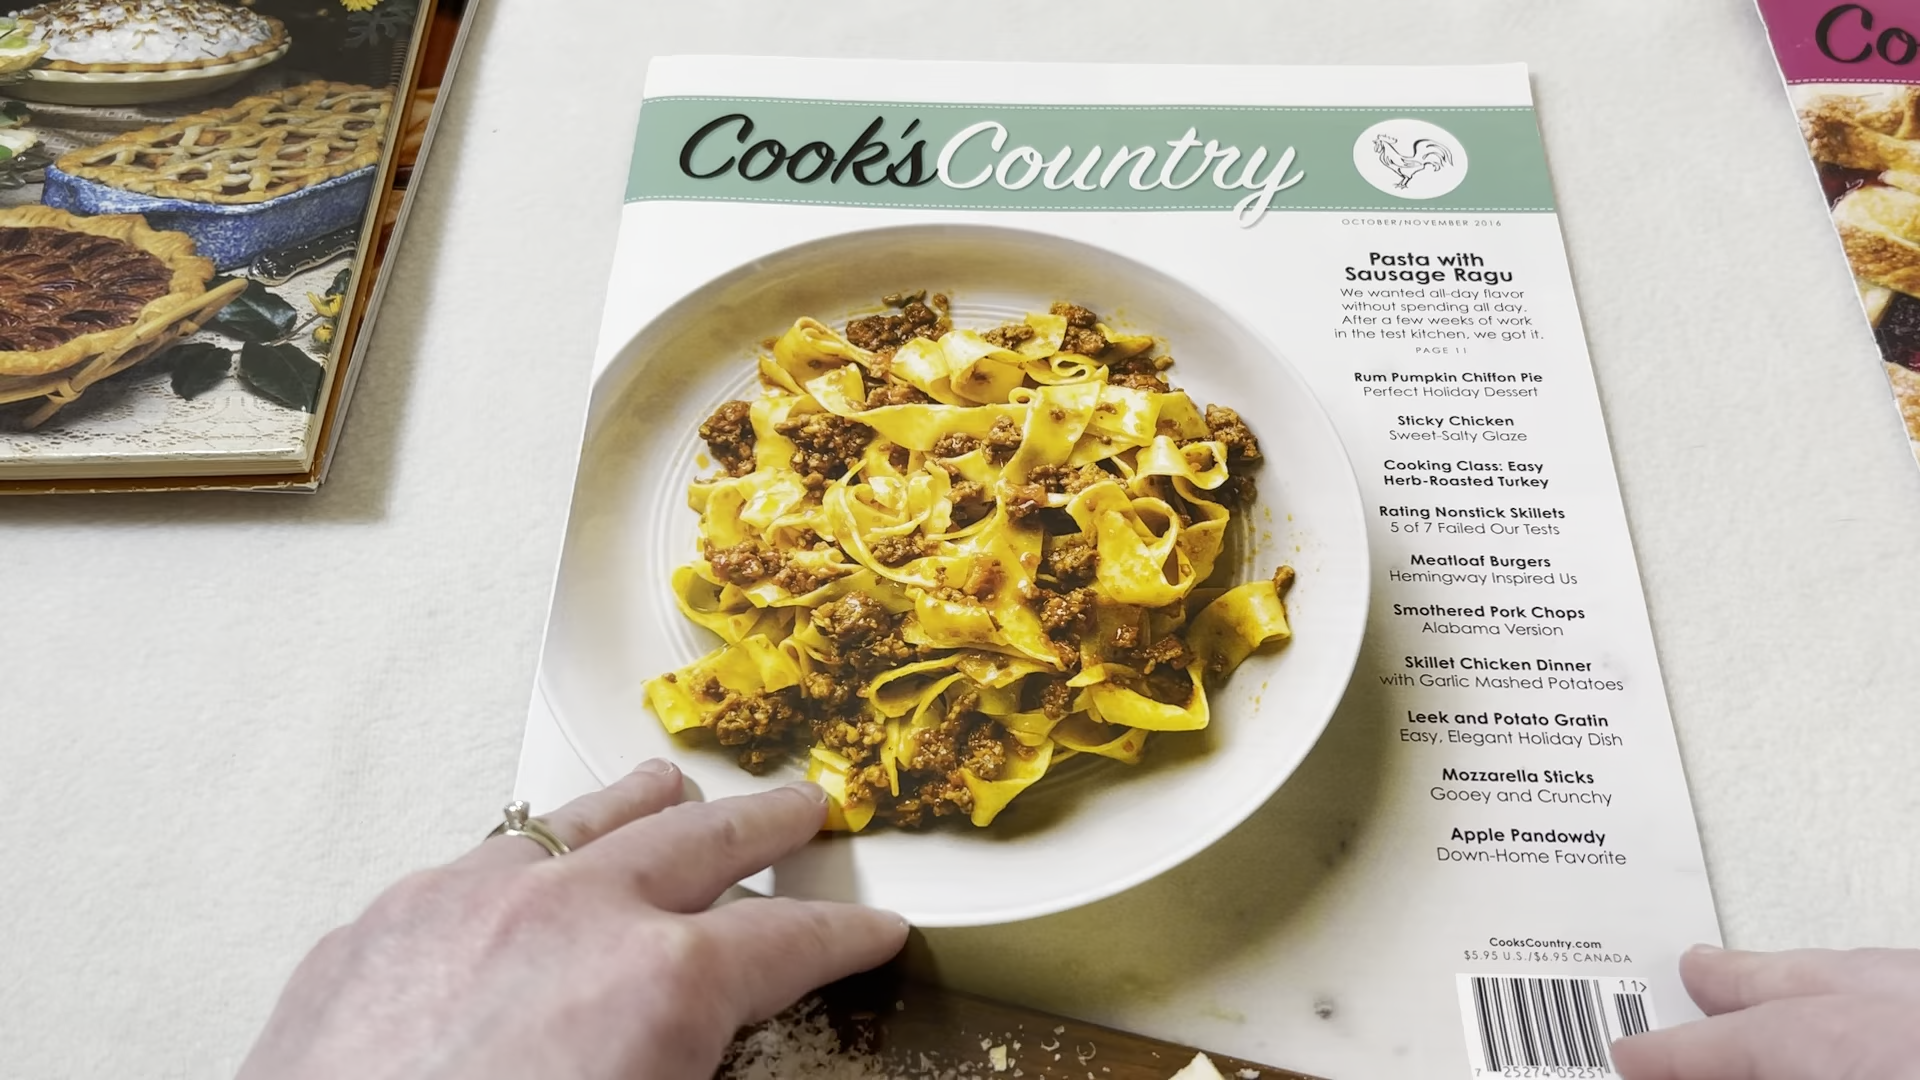 Cook's Country
OCTOBER/NOVEMBER 2016
Pasta with
Sausage Ragu
We wanted all-day flavor
without spending all day.
After a few weeks of work
in the test kitchen, we got it.
PAGE 11
Rum Pumpkin Chiffon Pie
Perfect Holiday Dessert
Sticky Chicken
Sweet-Salty Glaze
Cooking Class: Easy
Herb-Roasted Turkey
Rating Nonstick Skillets
5 of 7 Failed Our Tests
Meatloaf Burgers
Hemingway Inspired Us
Smothered Pork Chops
Alabama Version
Skillet Chicken Dinner
with Garlic Mashed Potatoes
Leek and Potato Gratin
Easy, Elegant Holiday Dish
Mozzarella Sticks
Gooey and Crunchy
Apple Pandowdy
Down-Home Favorite
CooksCountry.com
$5.95 U.S./$6.95 CANADA
11>
7 25274 05251
Co